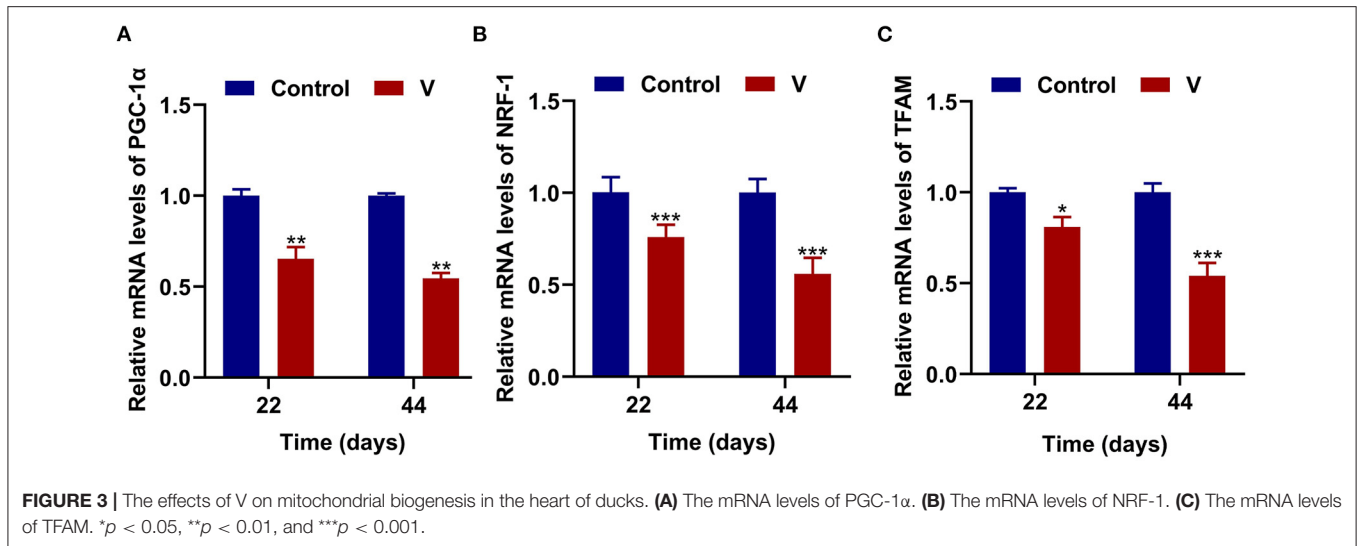 A
Control V
Relative mRNA levels of PGC-1α
1.5
1.0
0.5
0.0
**
**
22 44
Time (days)
B
Control V
Relative mRNA levels of NRF-1
1.5
1.0
0.5
0.0
***
***
22 44
Time (days)
C
Control V
Relative mRNA levels of TFAM
1.5
1.0
0.5
0.0
*
***
22 44
Time (days)
FIGURE 3 | The effects of V on mitochondrial biogenesis in the heart of ducks. (A) The mRNA levels of PGC-1α. (B) The mRNA levels of NRF-1. (C) The mRNA levels
of TFAM. *p < 0.05, **p < 0.01, and ***p < 0.001.